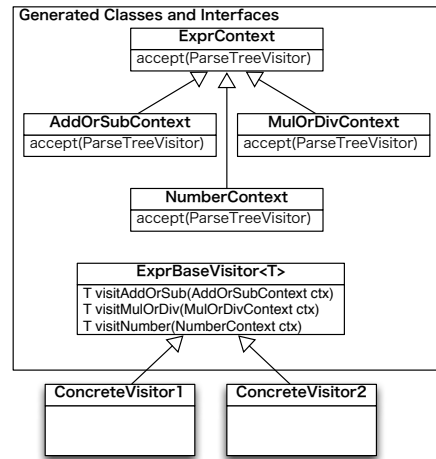 Generated Classes and Interfaces
ExprContext
accept(ParseTreeVisitor)
AddOrSubContext
accept(ParseTreeVisitor)
MulOrDivContext
accept(ParseTreeVisitor)
NumberContext
accept(ParseTreeVisitor)
ExprBaseVisitor<T>
T visitAddOrSub(AddOrSubContext ctx)
T visitMulOrDiv(MulOrDivContext ctx)
T visitNumber(NumberContext ctx)
ConcreteVisitor1
ConcreteVisitor2